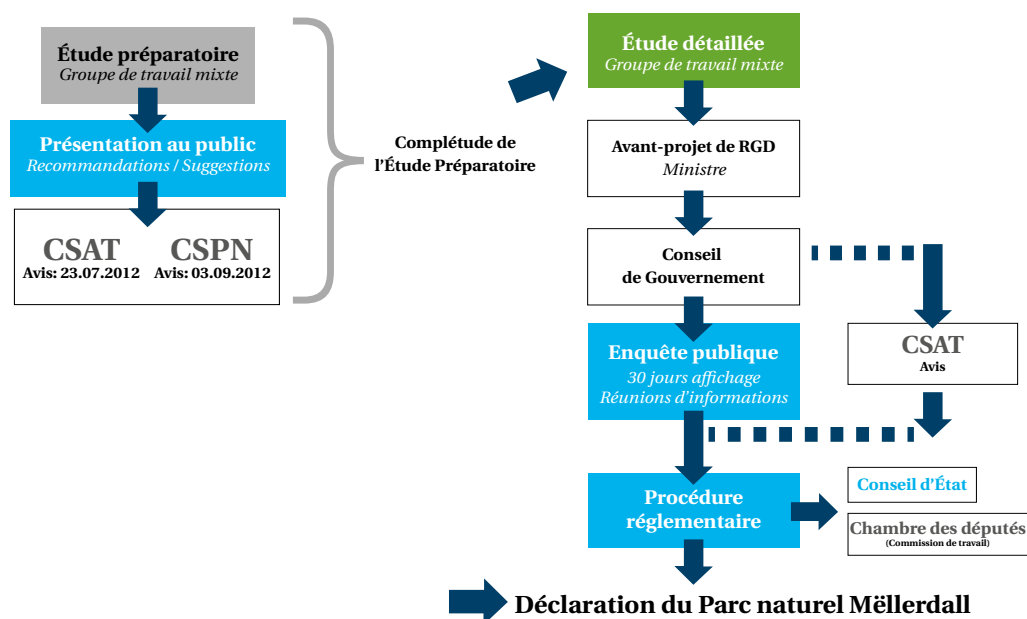 Étude préparatoire
Groupe de travail mixte
Présentation au public
Recommandations / Suggestions
CSAT
Avis: 23.07.2012
CSPN
Avis: 03.09.2012
Complétude de
l'Étude Préparatoire
Étude détaillée
Groupe de travail mixte
Avant-projet de RGD
Ministre
Conseil
de Gouvernement
Enquête publique
30 jours affichage
Réunions d'informations
CSAT
Avis
Procédure
réglementaire
Conseil d'État
Chambre des députés
(Commission de travail)
Déclaration du Parc naturel Mëllerdall